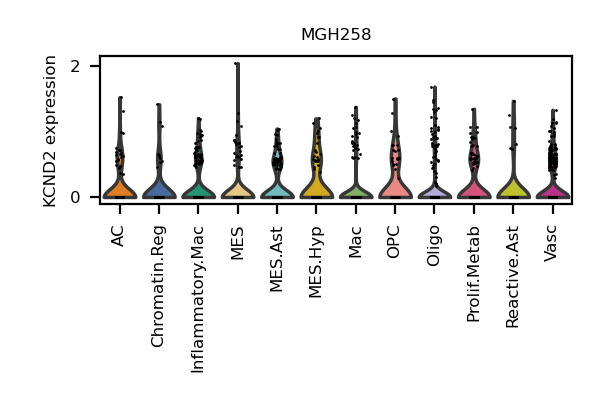 MGH258
KCND2 expression
2
0
AC
Chromatin.Reg
Inflammatory.Mac
MES
MES.Ast
MES.Hyp
Mac
OPC
Oligo
Prolif.Metab
Reactive.Ast
Vasc